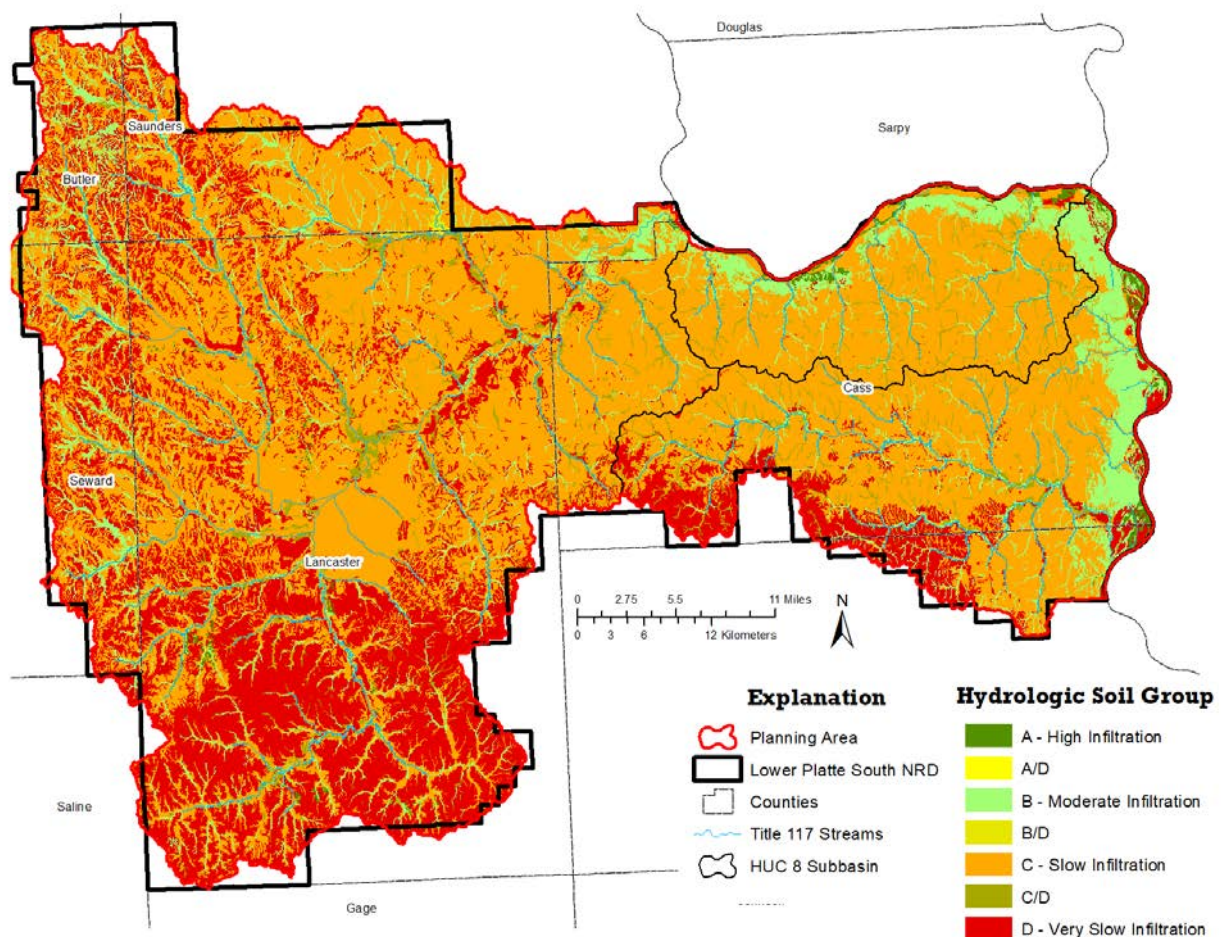 Douglas
Sarpy
Saunders
Butler
Cass
Seward
Lancaster
0 2.75 5.5 11 Miles
0 3 6 12 Kilometers
N
Saline
Gage
Explanation
Planning Area
Lower Platte South NRD
Counties
Title 117 Streams
HUC 8 Subbasin
Hydrologic Soil Group
A - High Infiltration
A/D
B - Moderate Infiltration
B/D
C - Slow Infiltration
C/D
D - Very Slow Infiltration